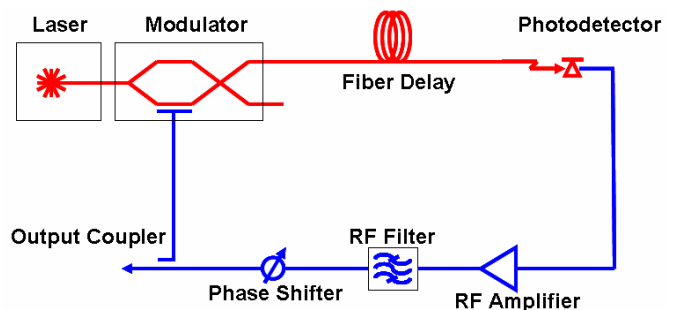 Laser
Modulator
Photodetector
Fiber Delay
Output Coupler
RF Filter
Phase Shifter
RF Amplifier